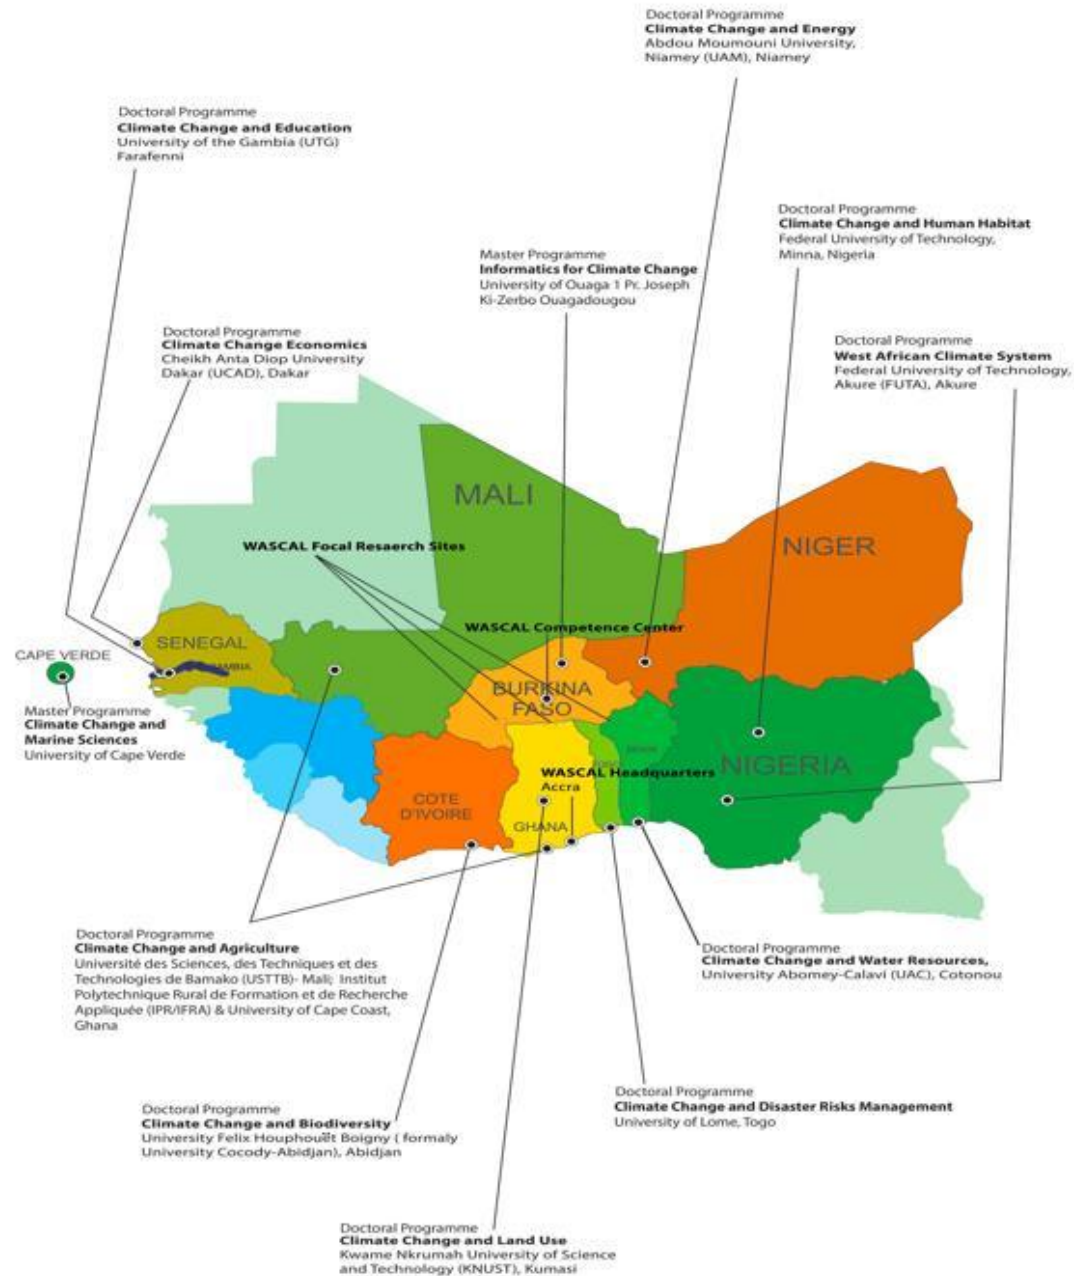 Doctoral Programme
Climate Change and Energy
Abdou Moumouni University,
Niamey (UAM), Niamey
Doctoral Programme
Climate Change and Education
University of the Gambia (UTG)
Farafenni
Doctoral Programme
Climate Change and Human Habitat
Federal University of Technology,
Minna, Nigeria
Master Programme
Informatics for Climate Change
University of Ouaga 1 Pr. Joseph
Ki-Zerbo Ouagadougou
Doctoral Programme
Climate Change Economics
Cheikh Anta Diop University
Dakar (UCAD), Dakar
Doctoral Programme
West African Climate System
Federal University of Technology,
Akure (FUTA), Akure
MALI
NIGER
WASCAL Focal Resaerch Sites
WASCAL Competence Center
SENEGAL
CAPE VERDE
BURKINA
FASO
Master Programme
Climate Change and
Marine Sciences
University of Cape Verde
NIGERIA
WASCAL Headquarters
Accra
COTE
D'IVOIRE
GHANA
Doctoral Programme
Climate Change and Agriculture
Université des Sciences, des Techniques et des
Technologies de Bamako (USTTB)- Mali; Institut
Polytechnique Rural de Formation et de Recherche
Appliquée (IPR/IFRA) & University of Cape Coast,
Ghana
Doctoral Programme
Climate Change and Water Resources,
University Abomey-Calavi (UAC), Cotonou
Doctoral Programme
Climate Change and Disaster Risks Management
University of Lome, Togo
Doctoral Programme
Climate Change and Biodiversity
University Felix Houphouët Boigny ( formaly
University Cocody-Abidjan), Abidjan
Doctoral Programme
Climate Change and Land Use
Kwame Nkrumah University of Science
and Technology (KNUST), Kumasi